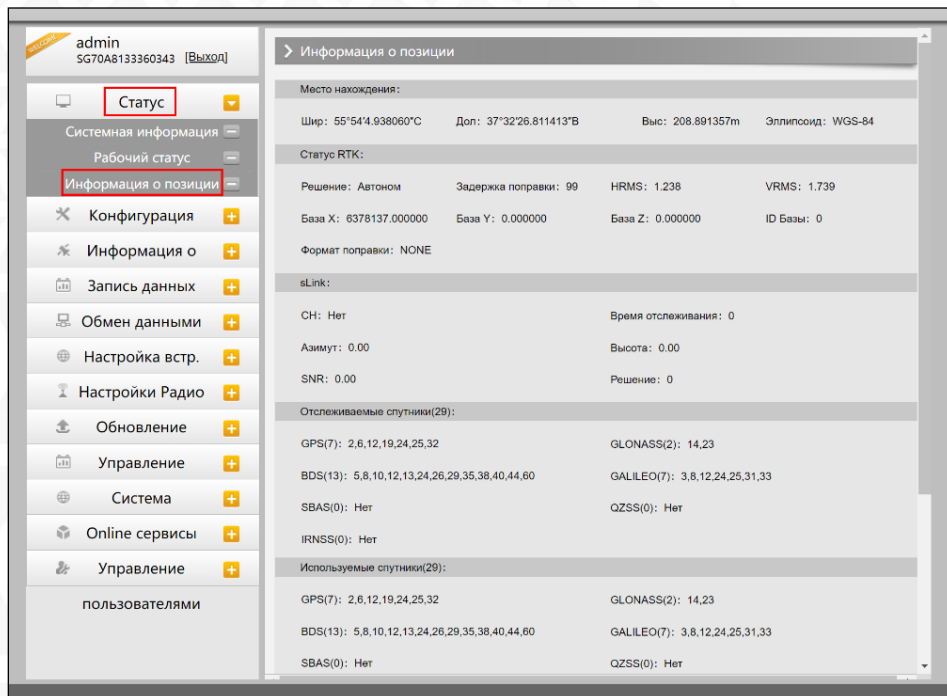 WELCOME
admin
SG70A8133360343 [Выход]
Статус
Системная информация
Рабочий статус
Информация о позиции
Конфигурация
Информация о
Запись данных
Обмен данными
Настройка встр.
Настройки Радио
Обновление
Управление
Система
Online сервисы
Управление
пользователями
Информация о позиции
Место нахождения:
Шир: 55°54'4.938060"С Дол: 37°32'26.811413"В Выс: 208.891357m Эллипсоид: WGS-84
Статус RTK:
Решение: Автоном Задержка поправки: 99 HRMS: 1.238 VRMS: 1.739
База X: 6378137.000000 База Y: 0.000000 База Z: 0.000000 ID Базы: 0
Формат поправки: NONE
sLink:
CH: Нет Время отслеживания: 0
Азимут: 0.00 Высота: 0.00
SNR: 0.00 Решение: 0
Отслеживаемые спутники(29):
GPS(7): 2,6,12,19,24,25,32 GLONASS(2): 14,23
BDS(13): 5,8,10,12,13,24,26,29,35,38,40,44,60 GALILEO(7): 3,8,12,24,25,31,33
SBAS(0): Нет QZSS(0): Нет
IRNSS(0): Нет
Используемые спутники(29):
GPS(7): 2,6,12,19,24,25,32 GLONASS(2): 14,23
BDS(13): 5,8,10,12,13,24,26,29,35,38,40,44,60 GALILEO(7): 3,8,12,24,25,31,33
SBAS(0): Нет QZSS(0): Нет